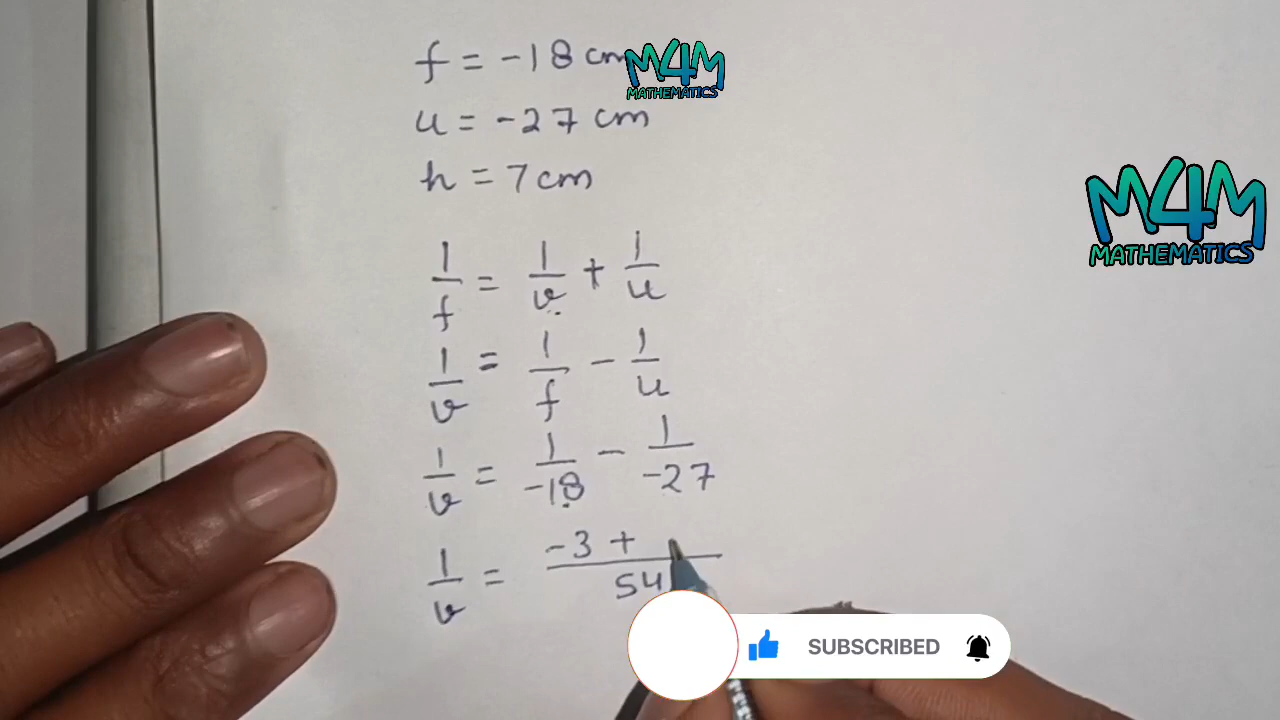 f = -18 cm
M4M
MATHEMATICS
u = -27 cm
h = 7 cm
M4M
MATHEMATICS
1/f = 1/v + 1/u
1/v = 1/f - 1/u
1/v = 1/-18 - 1/-27
1/v = -3 + / 54
SUBSCRIBED